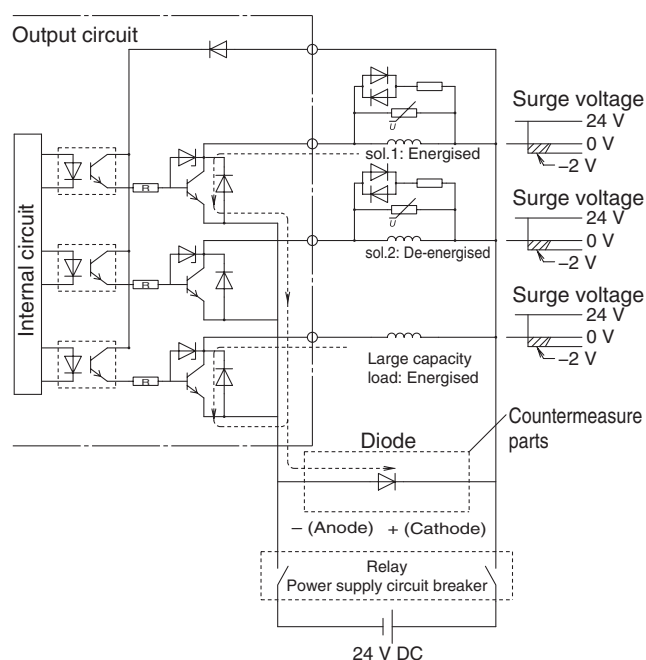 Output circuit
Internal circuit
R
R
R
U
U
sol.1: Energised
sol.2: De-energised
Large capacity
load: Energised
Surge voltage
24 V
0 V
–2 V
Surge voltage
24 V
0 V
–2 V
Surge voltage
24 V
0 V
–2 V
Countermeasure
parts
Diode
– (Anode) + (Cathode)
Relay
Power supply circuit breaker
24 V DC